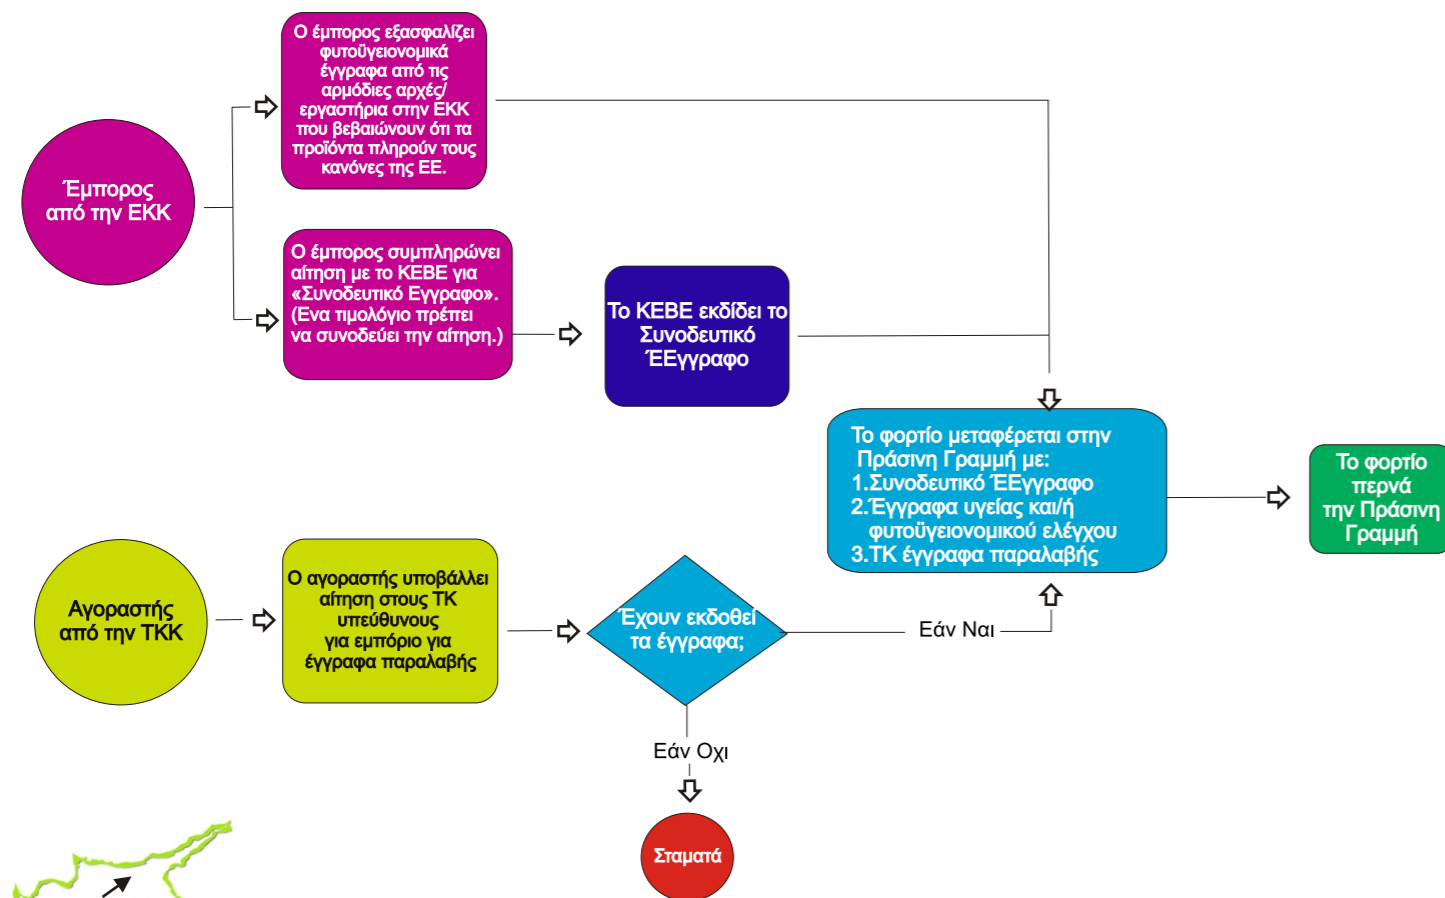 Ο έμπορος εξασφαλίζει
φυτοϋγειονομικά
έγγραφα από τις
αρμόδιες αρχές/
εργαστήρια στην ΕΚΚ
που βεβαιώνουν ότι τα
προϊόντα πληρούν τους
κανόνες της ΕΕ.
Έμπορος
από την ΕΚΚ
Ο έμπορος συμπληρώνει
αίτηση με το ΚΕΒΕ για
«Συνοδευτικό Εγγραφο».
(Ενα τιμολόγιο πρέπει
να συνοδεύει την αίτηση.)
Το ΚΕΒΕ εκδίδει το
Συνοδευτικό
ΈΕγγραφο
Το φορτίο μεταφέρεται στην
Πράσινη Γραμμή με:
1.Συνοδευτικό ΈΕγγραφο
2.Έγγραφα υγείας και/ή
φυτοϋγειονομικού ελέγχου
3.ΤΚ έγγραφα παραλαβής
Το φορτίο
περνά
την Πράσινη
Γραμμή
Αγοραστής
από την ΤΚΚ
Ο αγοραστής υποβάλλει
αίτηση στους ΤΚ
υπεύθυνους
για εμπόριο για
έγγραφα παραλαβής
Έχουν εκδοθεί
τα έγγραφα;
Εάν Ναι
Εάν Οχι
Σταματά